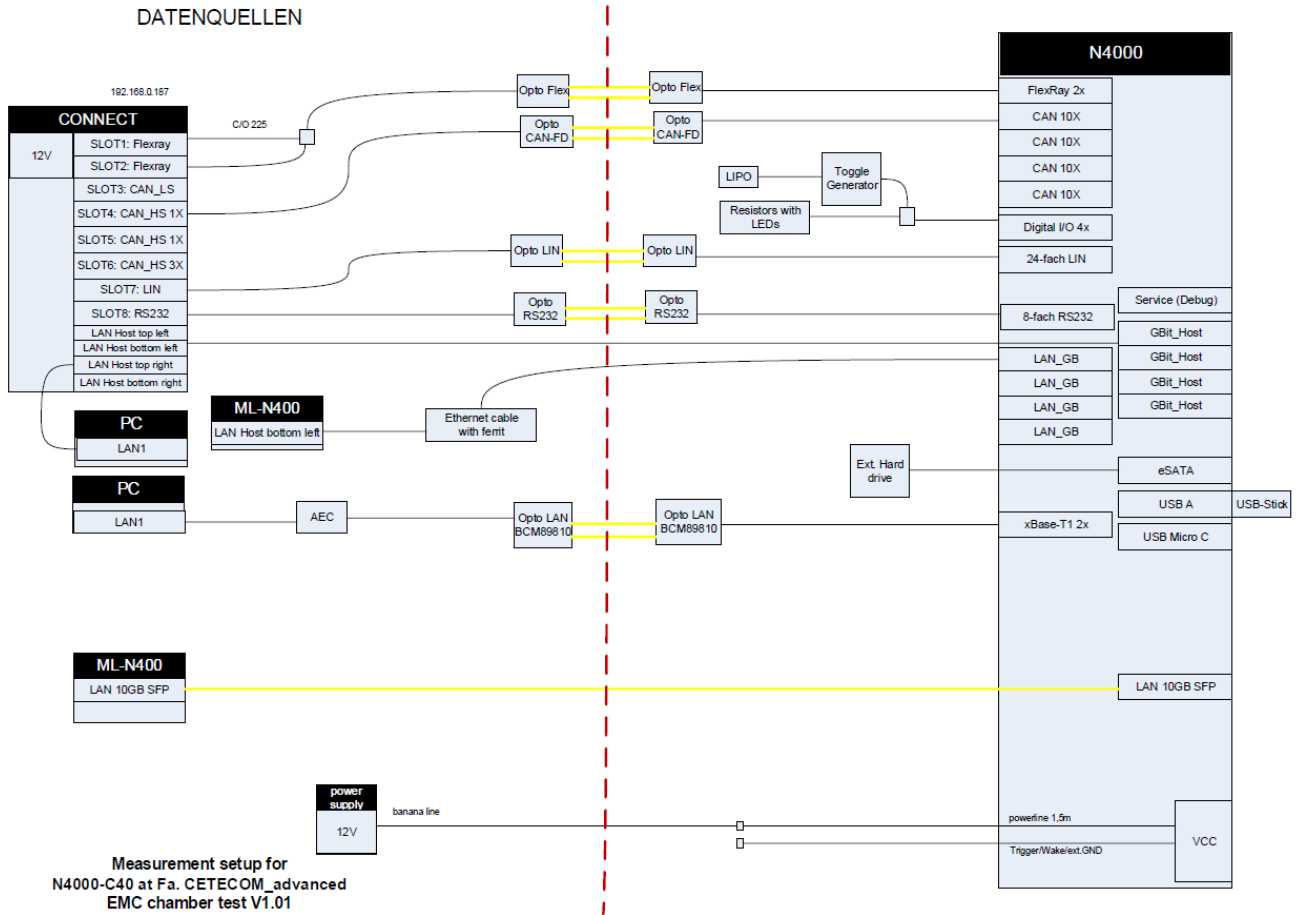 DATENQUELLEN
192.168.0.187
CONNECT
12V
SLOT1: Flexray
SLOT2: Flexray
SLOT3: CAN_LS
SLOT4: CAN_HS 1X
SLOT5: CAN_HS 1X
SLOT6: CAN_HS 3X
SLOT7: LIN
SLOT8: RS232
LAN Host top left
LAN Host bottom left
LAN Host top right
LAN Host bottom right
C/O 225
PC
LAN1
PC
LAN1
ML-N400
LAN Host bottom left
Ethernet cable
with ferrit
AEC
Opto Flex
Opto Flex
Opto
CAN-FD
Opto
CAN-FD
LIPO
Toggle
Generator
Resistors with
LEDs
Opto LIN
Opto LIN
Opto
RS232
Opto
RS232
Ext. Hard
drive
Opto LAN
BCM89810
Opto LAN
BCM89810
N4000
FlexRay 2x
CAN 10X
CAN 10X
CAN 10X
CAN 10X
Digital I/O 4x
24-fach LIN
8-fach RS232
Service (Debug)
GBit_Host
GBit_Host
GBit_Host
GBit_Host
LAN_GB
LAN_GB
LAN_GB
LAN_GB
eSATA
USB A
USB-Stick
xBase-T1 2x
USB Micro C
ML-N400
LAN 10GB SFP
LAN 10GB SFP
power
supply
12V
banana line
powerline 1,5m
Trigger/Wake/ext.GND
VCC
Measurement setup for
N4000-C40 at Fa. CETECOM_advanced
EMC chamber test V1.01